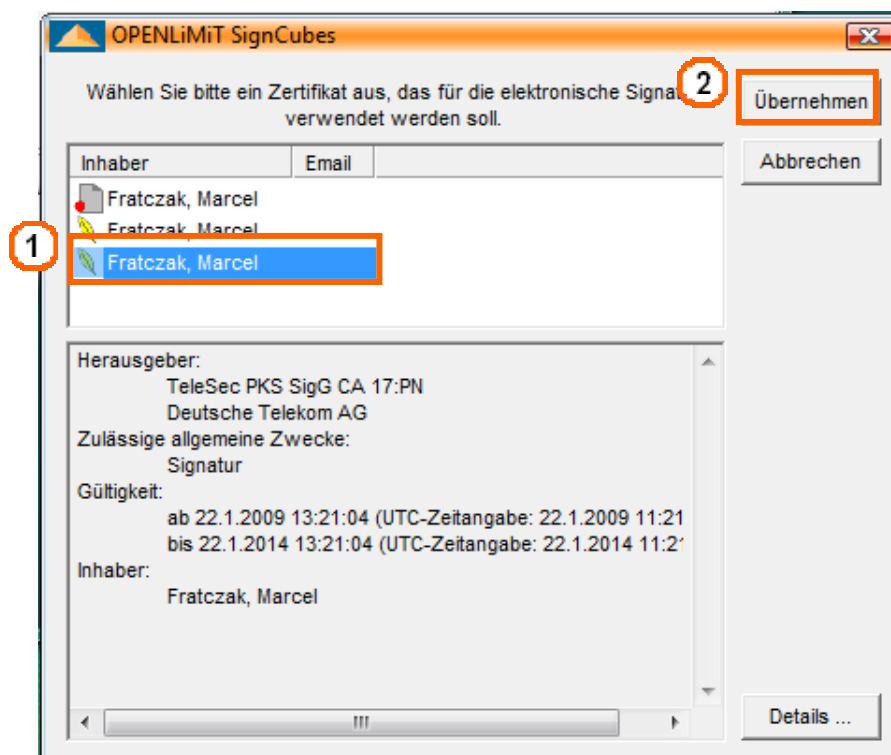 OPENLiMiT SignCubes
Wählen Sie bitte ein Zertifikat aus, das für die elektronische
verwendet werden soll.
2
Übernehmen
Abbrechen
Inhaber Email
Fratczak, Marcel
Fratczak, Marcel
1
Fratczak, Marcel
Herausgeber:
TeleSec PKS SigG CA 17:PN
Deutsche Telekom AG
Zulässige allgemeine Zwecke:
Signatur
Gültigkeit:
ab 22.1.2009 13:21:04 (UTC-Zeitangabe: 22.1.2009 11:21
bis 22.1.2014 13:21:04 (UTC-Zeitangabe: 22.1.2014 11:21
Inhaber:
Fratczak, Marcel
Details ...